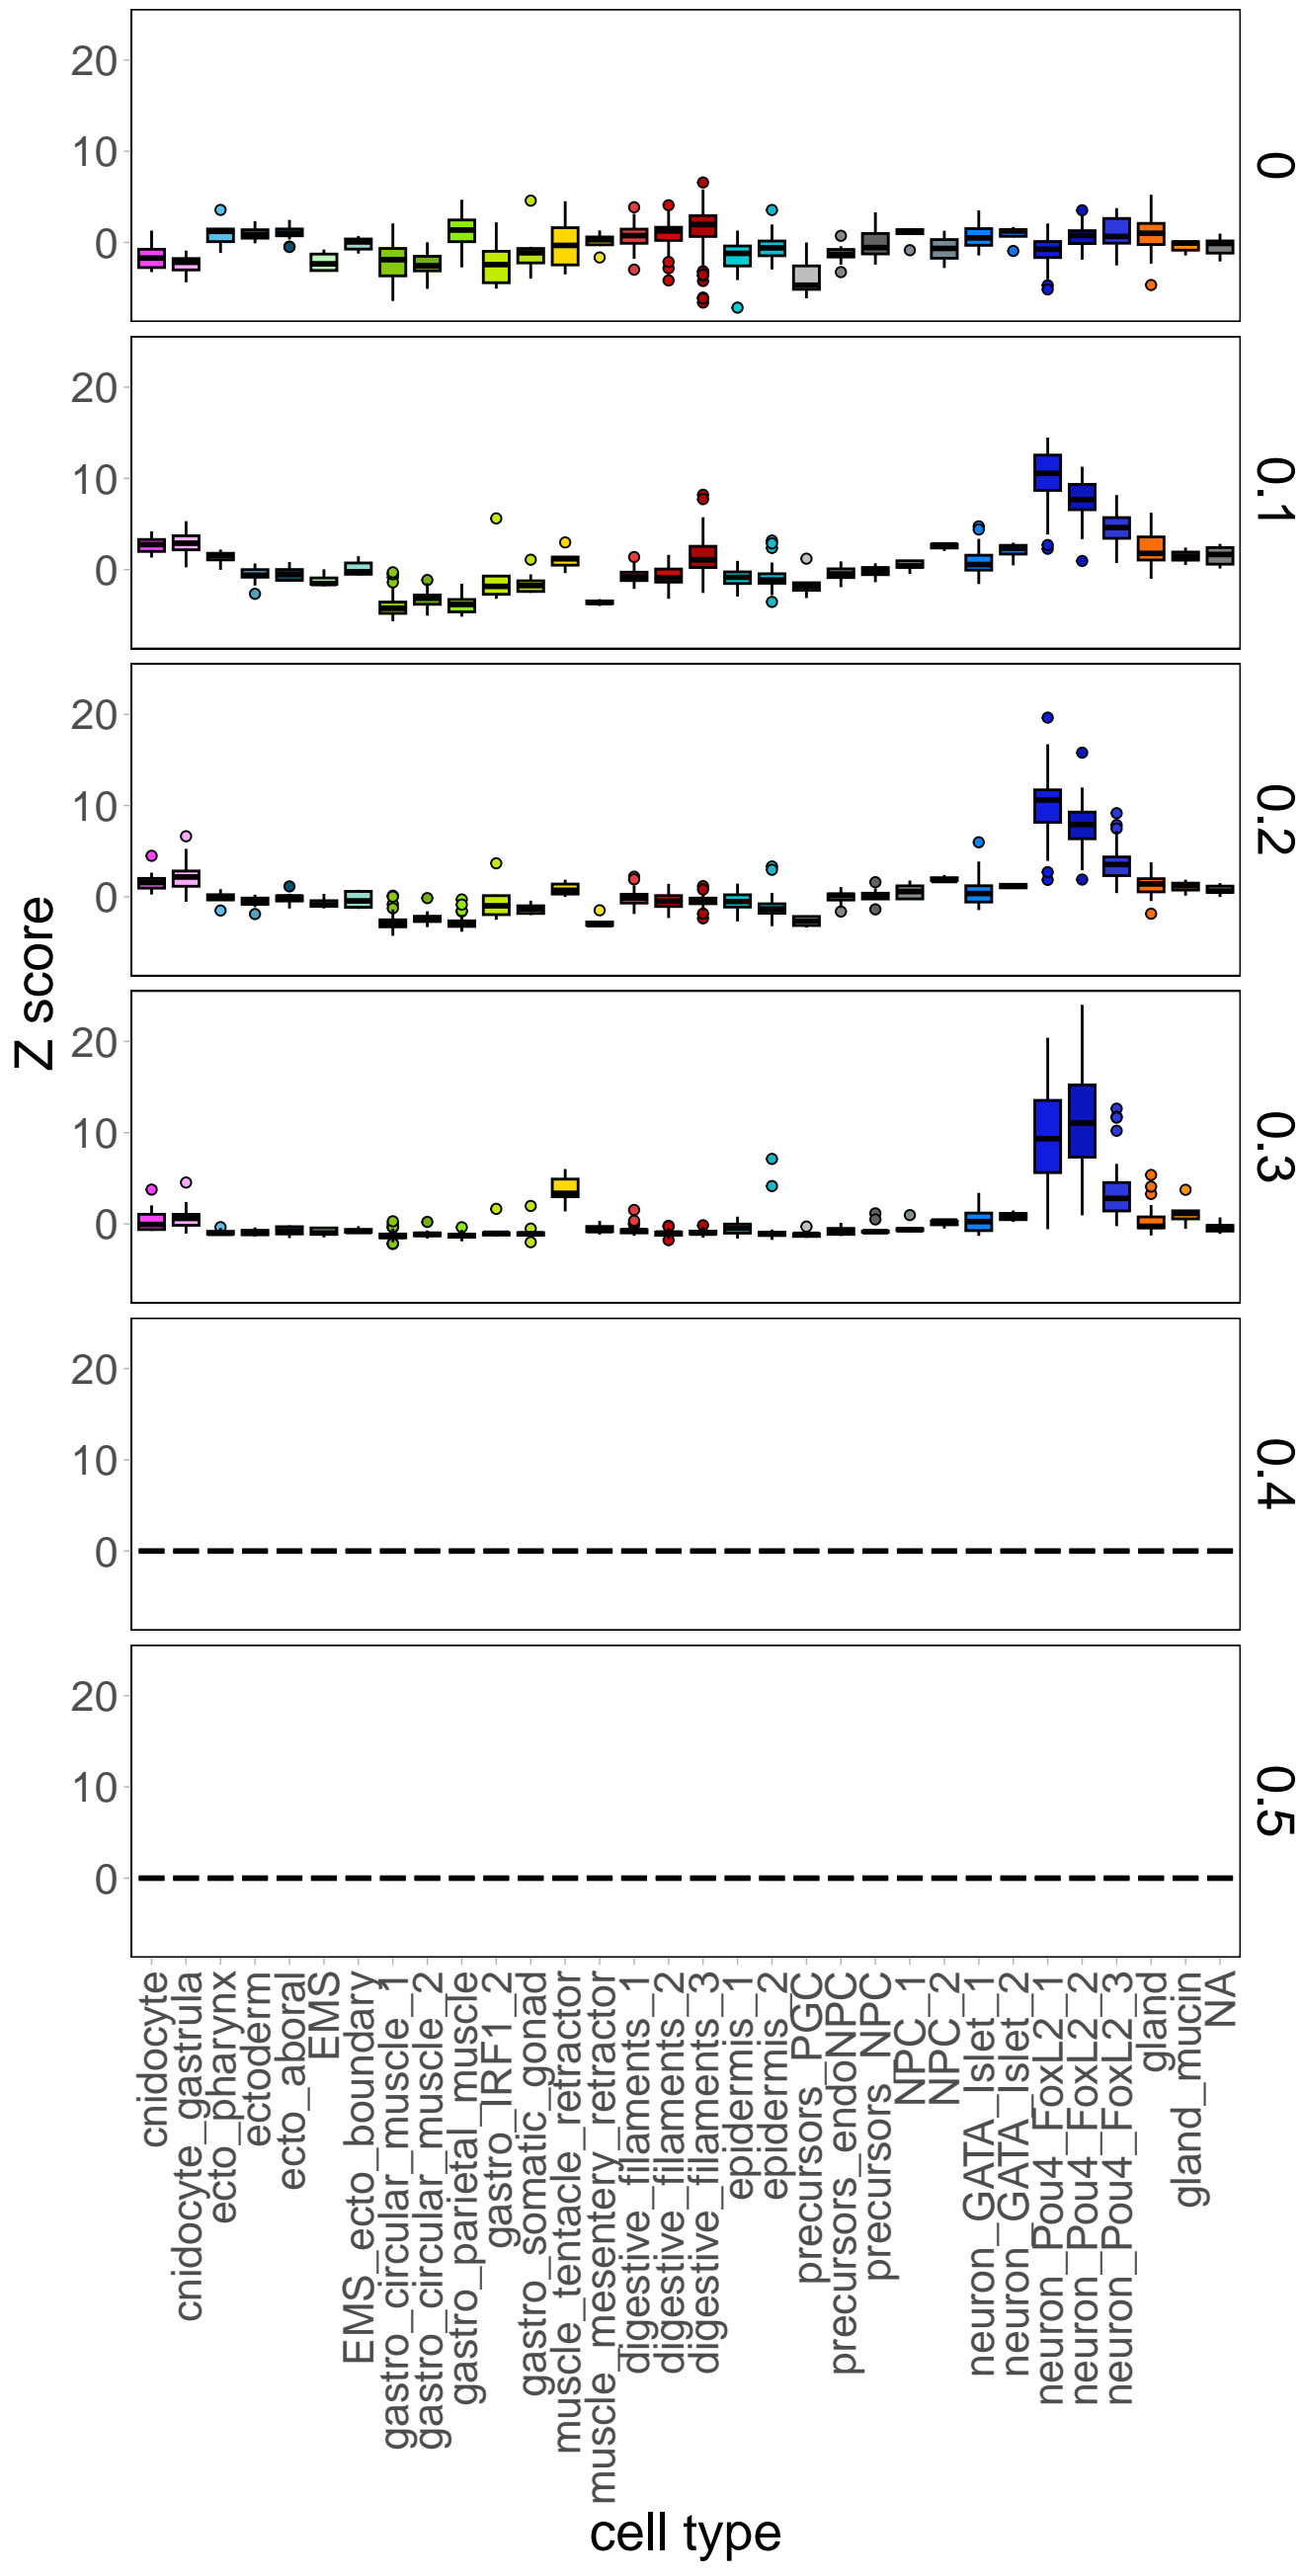 20
10
0
0
20
10
0
0.1
20
10
0
0.2
Z score
20
10
0
0.3
20
10
0
0.4
20
10
0
0.5
cnidocyte
cnidocyte_gastrula
ecto_pharynx
ectoderm
ecto_aboral
EMS
EMS_ecto_boundary
gastro_circular_muscle_1
gastro_circular_muscle_2
gastro_parietal_muscle
gastro_IRF1_2
gastro_somatic_gonad
muscle_tentacle_retractor
muscle_mesentery_retractor
digestive_filaments_1
digestive_filaments_2
digestive_filaments_3
epidermis_1
epidermis_2
precursors_PGC
precursors_endoNPC
precursors_NPC
NPC_1
NPC_2
neuron_GATA_Islet_1
neuron_GATA_Islet_2
neuron_Pou4_FoxL2_1
neuron_Pou4_FoxL2_2
neuron_Pou4_FoxL2_3
gland
gland_mucin
NA
cell type